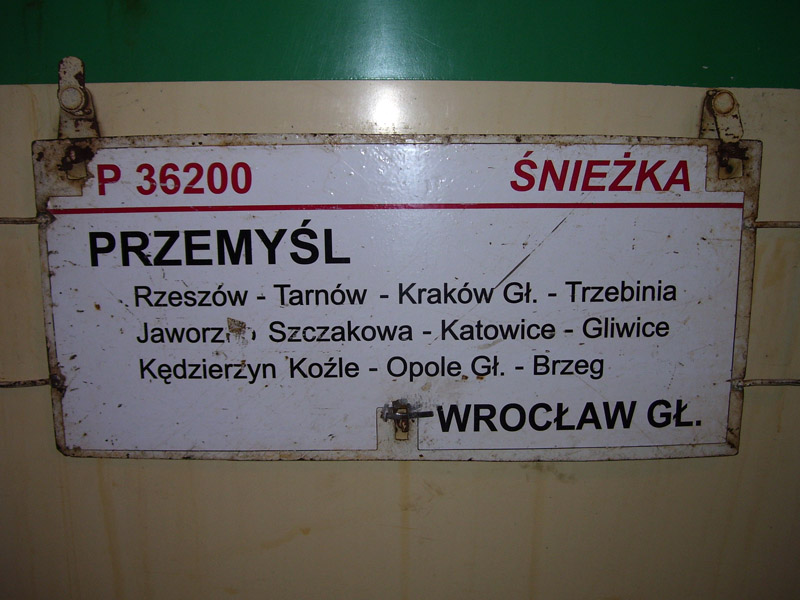 P 36200 ŚNIEŻKA
PRZEMYŚL
Rzeszów - Tarnów - Kraków Gł. - Trzebinia
Szczakowa - Katowice - Gliwice
Kędzierzyn Koźle - Opole Gł. - Brzeg
WROCŁAW GŁ.